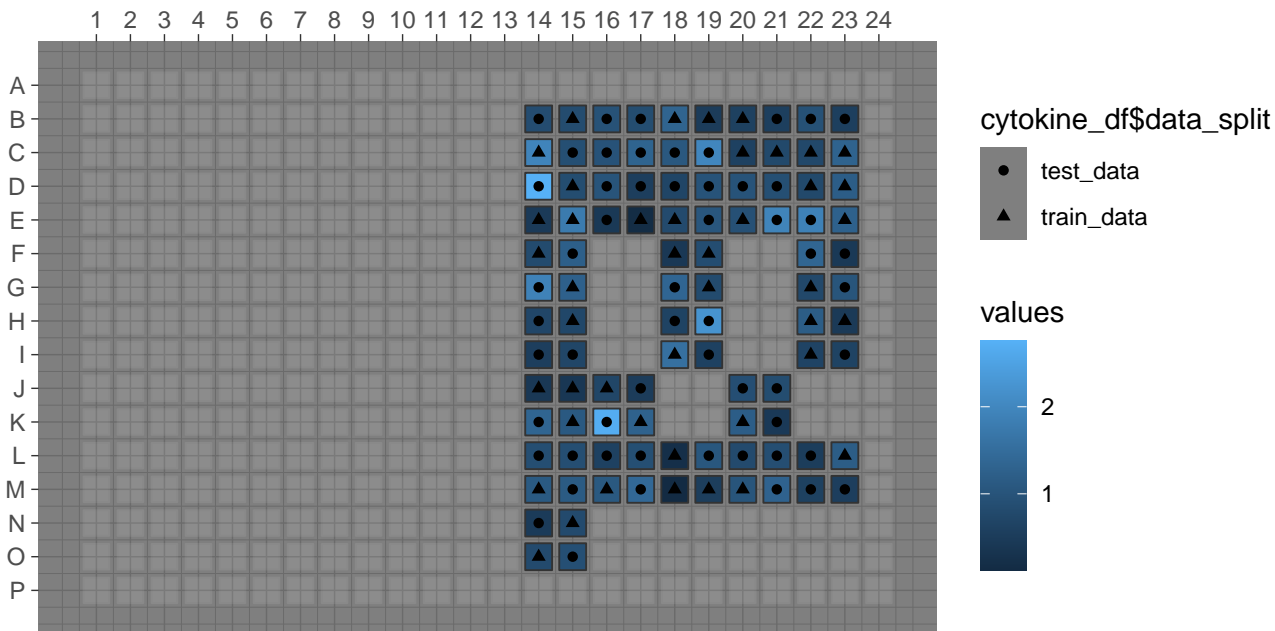 1 2 3 4 5 6 7 8 9 10 11 12 13 14 15 16 17 18 19 20 21 22 23 24
A
B
C
D
E
F
G
H
I
J
K
L
M
N
O
P
cytokine_df$data_split
test_data
train_data
values
2
1